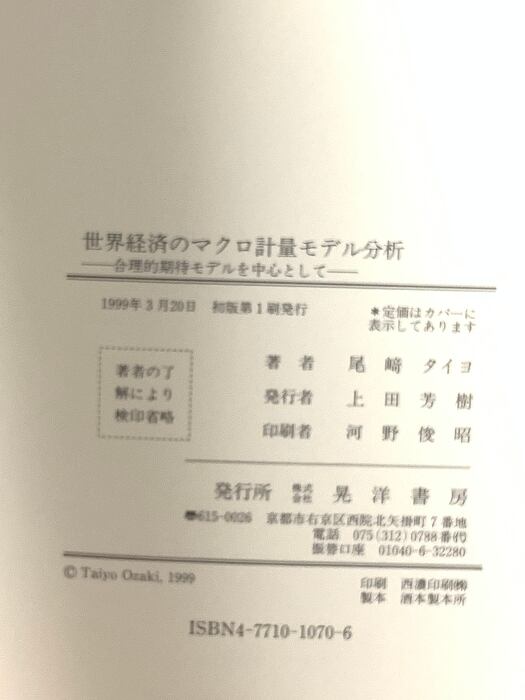 世界経済のマクロ計量モデル分析
——合理的期待モデルを中心として——
1999年3月20日 初版第1刷発行
*定価はカバーに
表示してあります
著者の了
解により
検印省略
著者 尾﨑タイヨ
発行者 上田芳樹
印刷者 河野俊昭
発行所 株式会社 晃洋書房
〒615-0026 京都市右京区西院北矢掛町7番地
電話 075(312)0788番代
振替口座 01040-6-32280
© Taiyo Ozaki, 1999
印刷 西濃印刷㈱
製本 酒本製本所
ISBN4-7710-1070-6